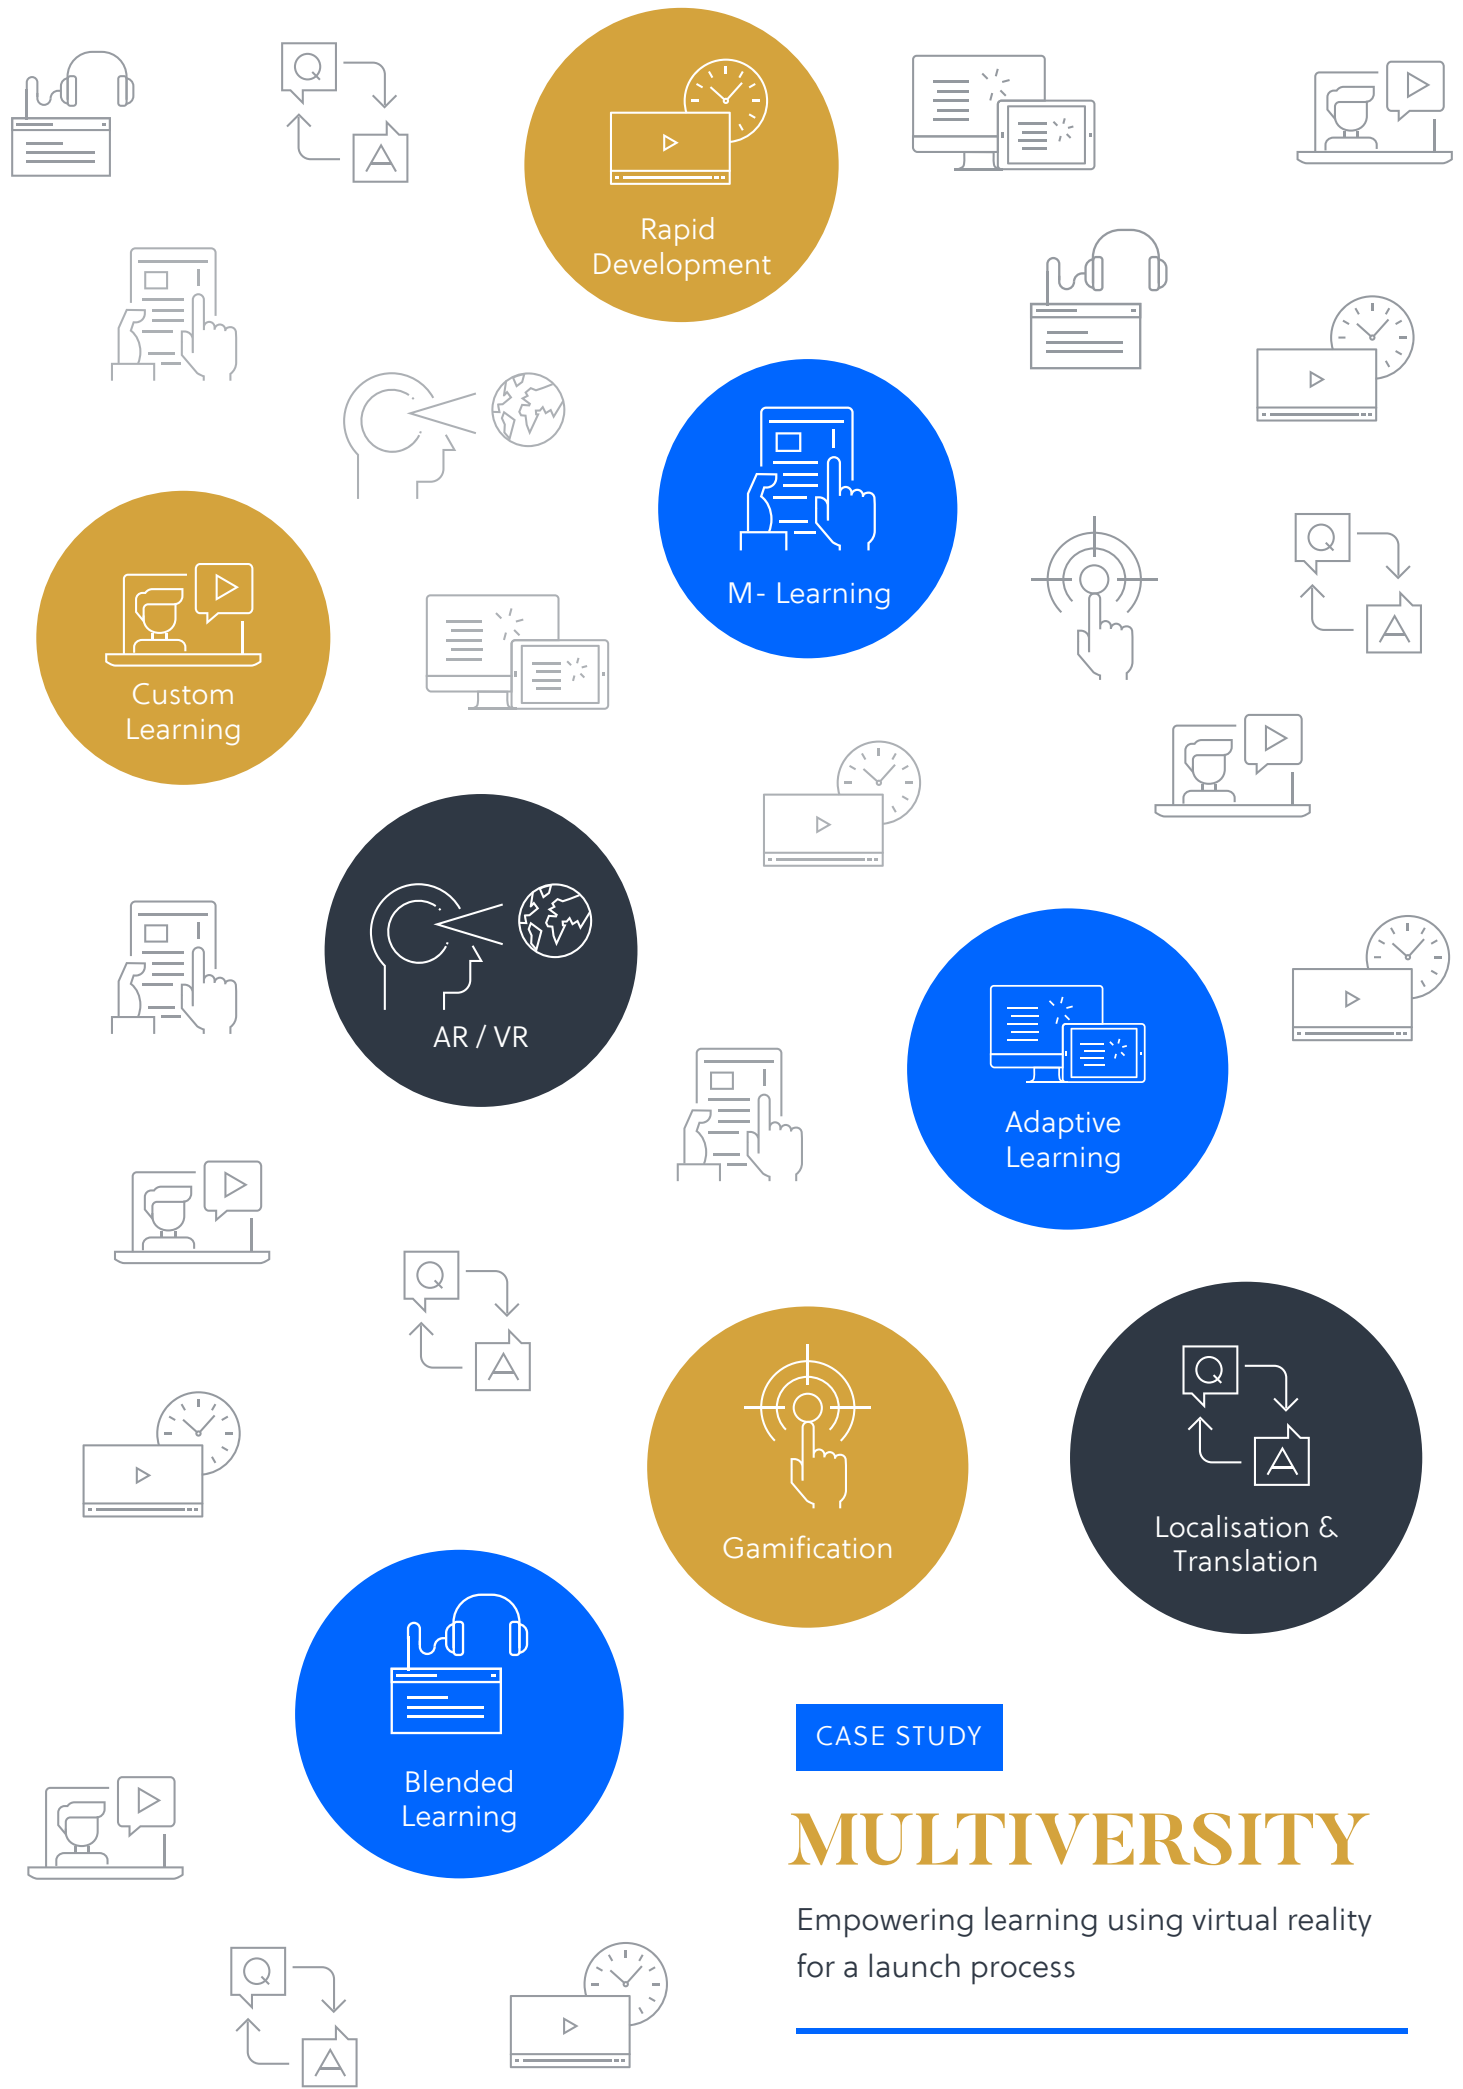 Q
A
Rapid
Development
M- Learning
Q
A
Custom
Learning
AR / VR
Adaptive
Learning
Q
A
Gamification
Q
A
Localisation &
Translation
Blended
Learning
CASE STUDY
MULTIVERSITY
Empowering learning using virtual reality
for a launch process
Q
A